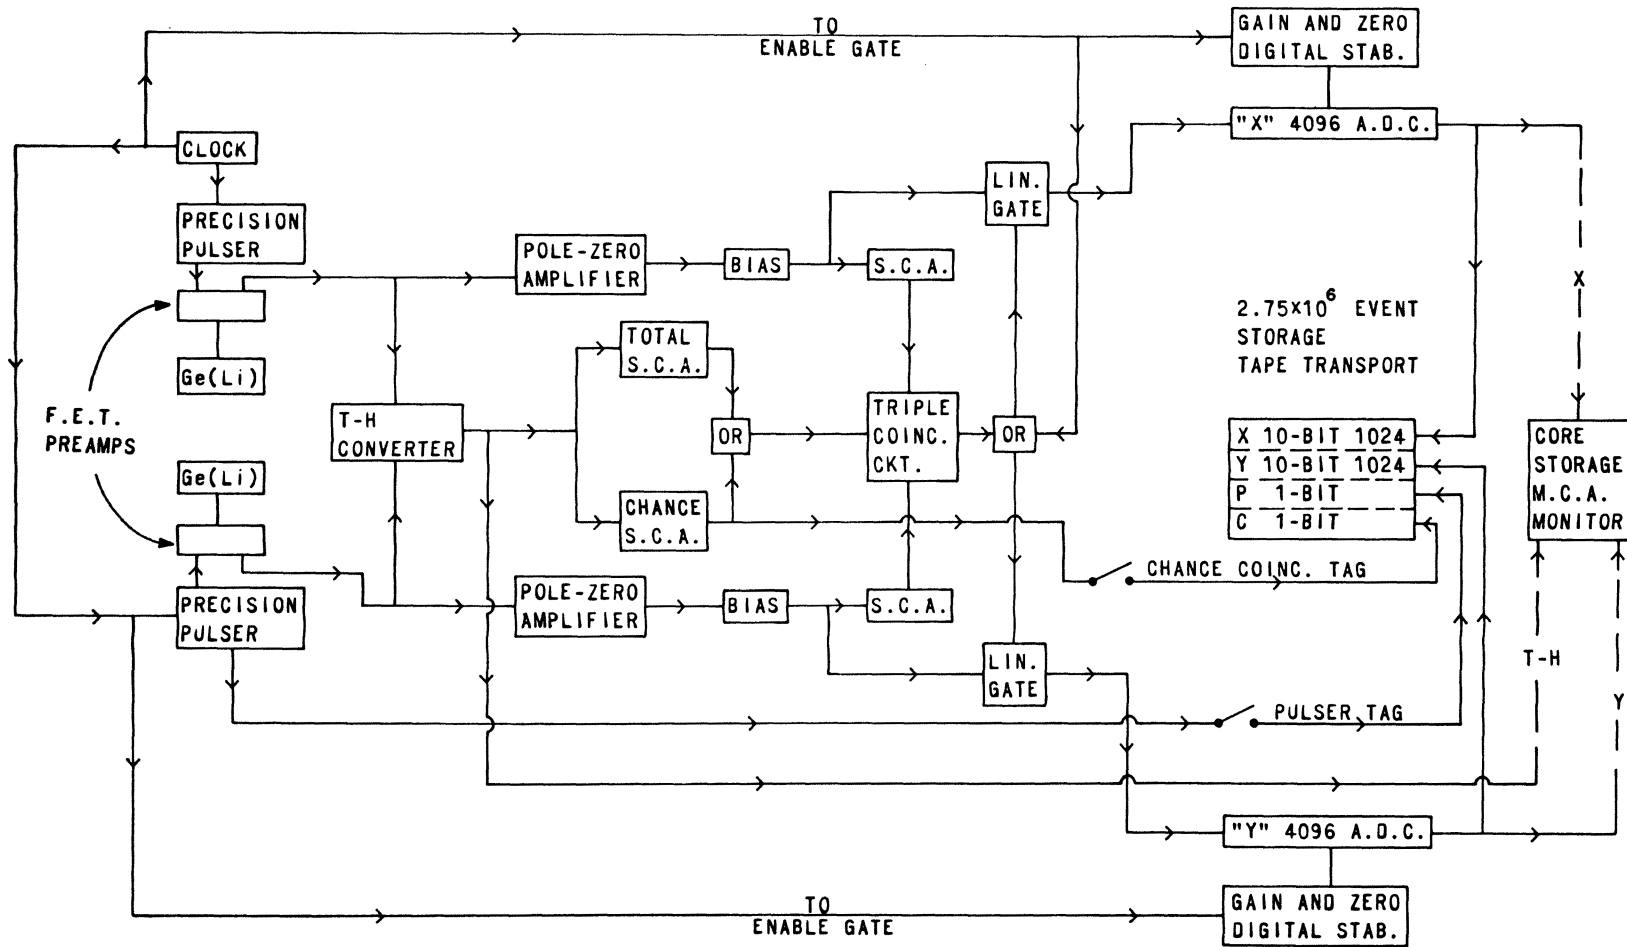 TO
ENABLE GATE
GAIN AND ZERO
DIGITAL STAB.
"X" 4096 A.D.C.
CLOCK
PRECISION
PULSER
LIN.
GATE
POLE-ZERO
AMPLIFIER
BIAS
S.C.A.
X
2.75×10⁶ EVENT
STORAGE
TAPE TRANSPORT
TOTAL
S.C.A.
Ge(Li)
F.E.T.
PREAMPS
T-H
CONVERTER
OR
TRIPLE
COINC.
CKT.
OR
X 10-BIT 1024
Y 10-BIT 1024
P 1-BIT
C 1-BIT
CORE
STORAGE
M.C.A.
MONITOR
Ge(Li)
CHANCE
S.C.A.
CHANCE COINC. TAG
PRECISION
PULSER
POLE-ZERO
AMPLIFIER
BIAS
S.C.A.
LIN.
GATE
T-H
Y
PULSER TAG
"Y" 4096 A.D.C.
TO
ENABLE GATE
GAIN AND ZERO
DIGITAL STAB.